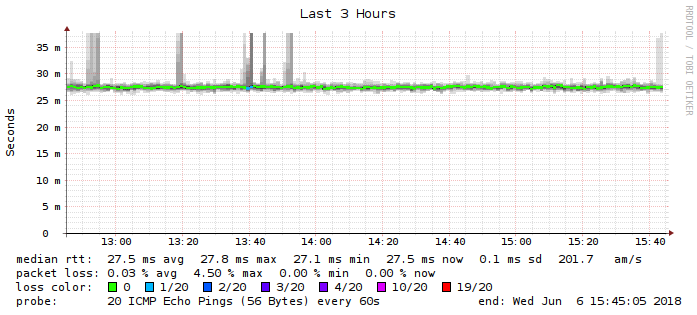 Last 3 Hours
RRDTOOL / TOBI OETIKER
Seconds
35 m
30 m
25 m
20 m
15 m
10 m
5 m
0
13:00 13:20 13:40 14:00 14:20 14:40 15:00 15:20 15:40
median rtt: 27.5 ms avg 27.8 ms max 27.1 ms min 27.5 ms now 0.1 ms sd 201.7 am/s
packet loss: 0.03 % avg 4.50 % max 0.00 % min 0.00 % now
loss color: 0 1/20 2/20 3/20 4/20 10/20 19/20
probe: 20 ICMP Echo Pings (56 Bytes) every 60s end: Wed Jun 6 15:45:05 2018